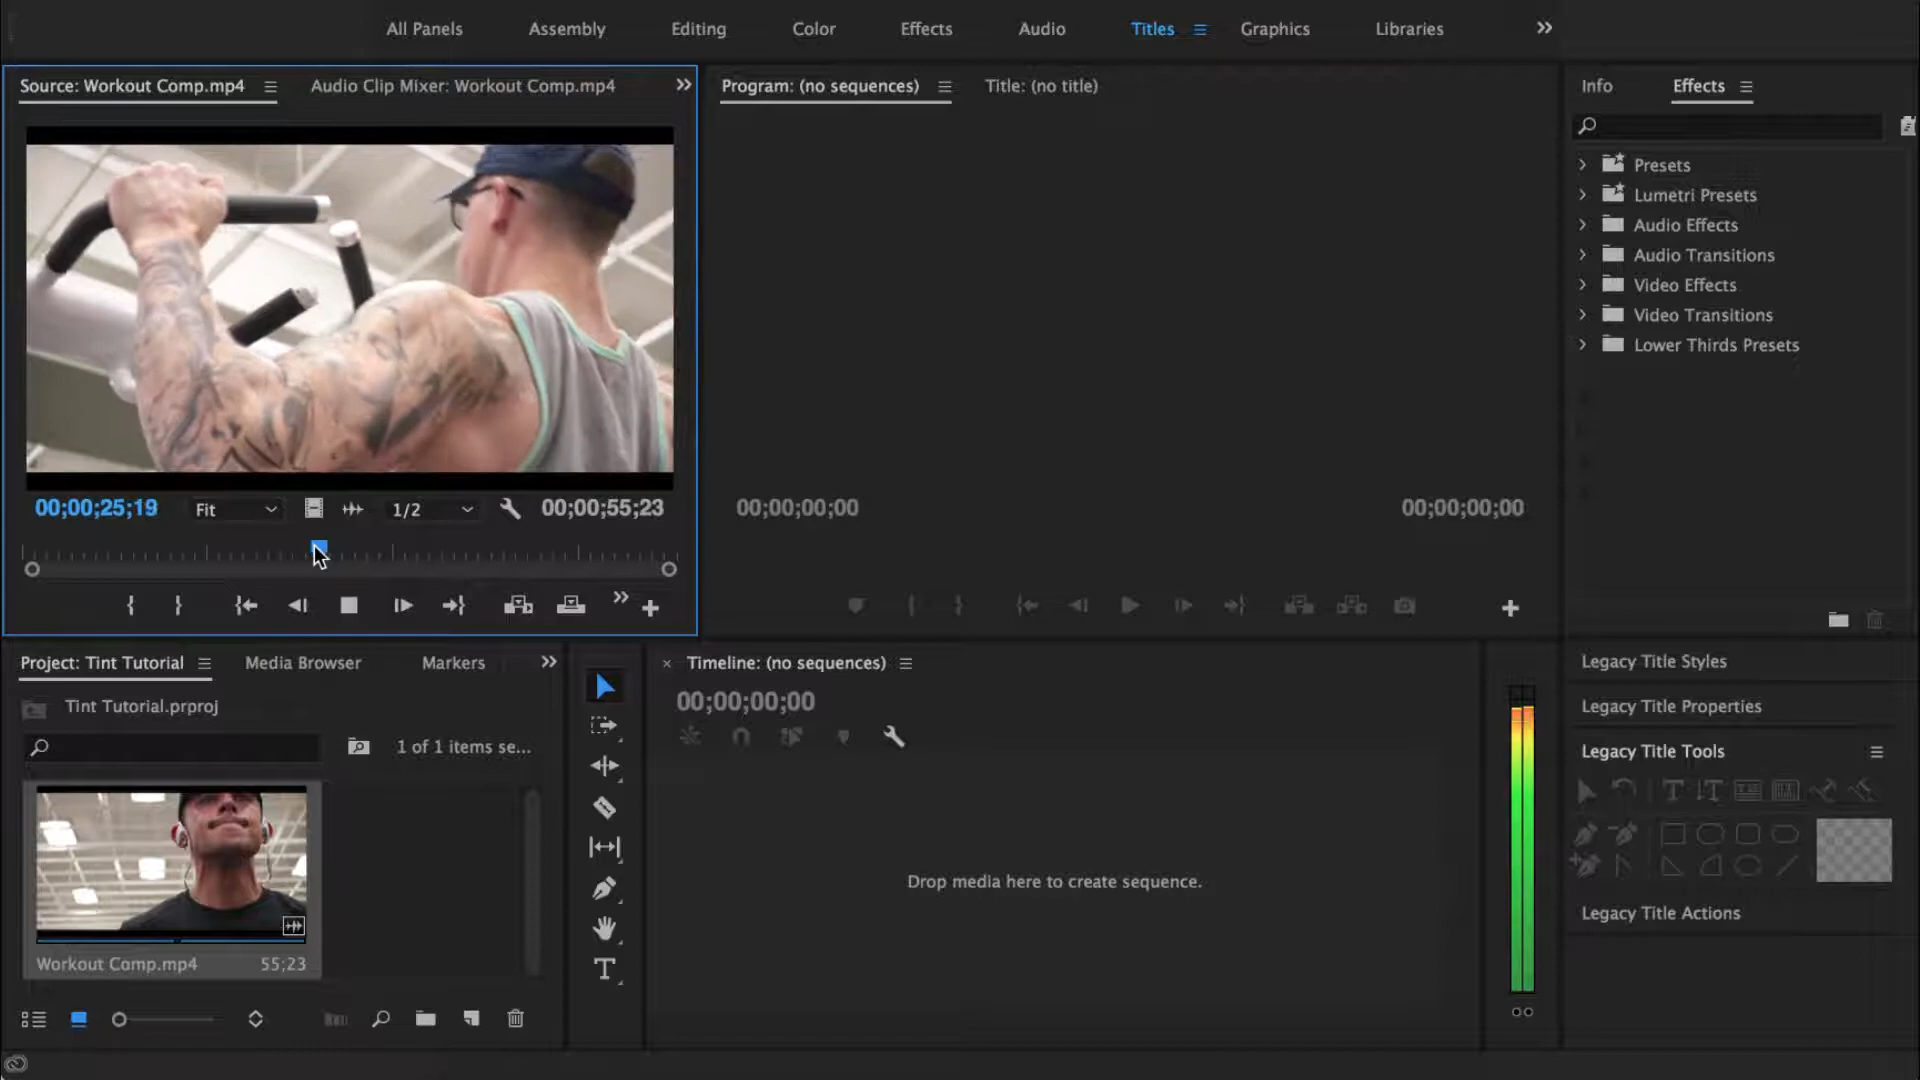 All Panels Assembly Editing Color Effects Audio Titles Graphics Libraries
Source: Workout Comp.mp4 Audio Clip Mixer: Workout Comp.mp4
Program: (no sequences) Title: (no title)
Info Effects
Presets
Lumetri Presets
Audio Effects
Audio Transitions
Video Effects
Video Transitions
Lower Thirds Presets
00;00;25;19 Fit 1/2 00;00;55;23
00;00;00;00 00;00;00;00
Project: Tint Tutorial Media Browser Markers
Tint Tutorial.prproj
1 of 1 items se...
Workout Comp.mp4 55;23
Timeline: (no sequences)
00;00;00;00
Drop media here to create sequence.
Legacy Title Styles
Legacy Title Properties
Legacy Title Tools
Legacy Title Actions